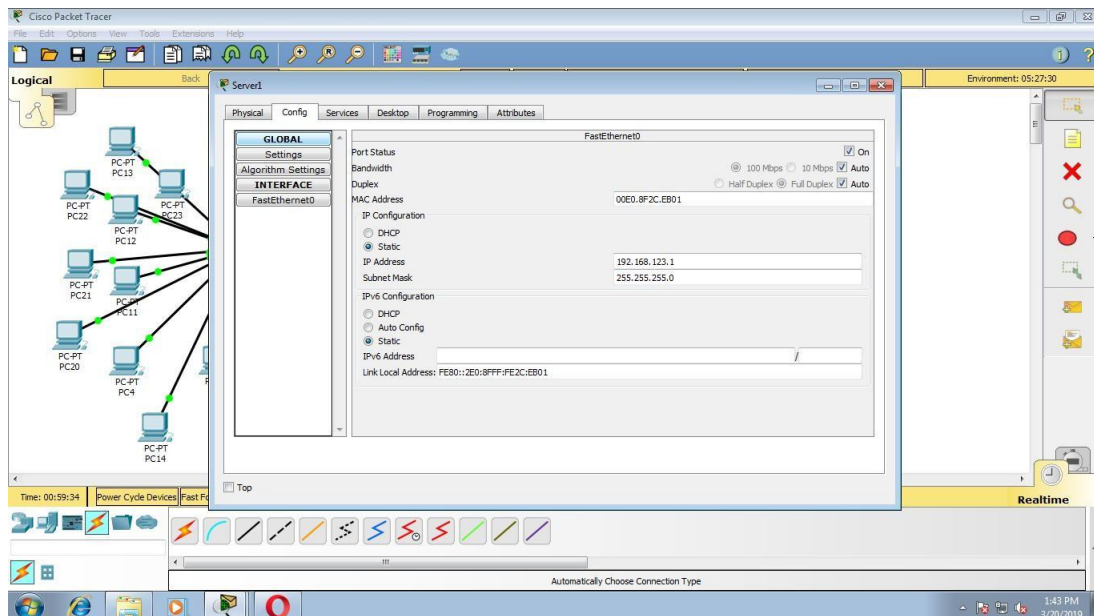 Cisco Packet Tracer
File Edit Options View Tools Extensions Help
Logical
Back
Environment: 05:27:30
Server1
Physical Config Services Desktop Programming Attributes
GLOBAL
Settings
Algorithm Settings
INTERFACE
FastEthernet0
FastEthernet0
Port Status On
Bandwidth 100 Mbps 10 Mbps Auto
Duplex Half Duplex Full Duplex Auto
MAC Address 00E0.8F2C.EB01
IP Configuration
DHCP
Static
IP Address 192.168.123.1
Subnet Mask 255.255.255.0
IPv6 Configuration
DHCP
Auto Config
Static
IPv6 Address /
Link Local Address: FE80::2E0:8FFF:FE2C:EB01
Top
PC-PT
PC13
PC-PT
PC22
PC-PT
PC23
PC-PT
PC12
PC-PT
PC21
PC-PT
PC11
PC-PT
PC20
PC-PT
PC4
PC-PT
PC14
Time: 00:59:34 Power Cycle Devices Fast Fo
Realtime
Automatically Choose Connection Type
1:43 PM
3/20/2019